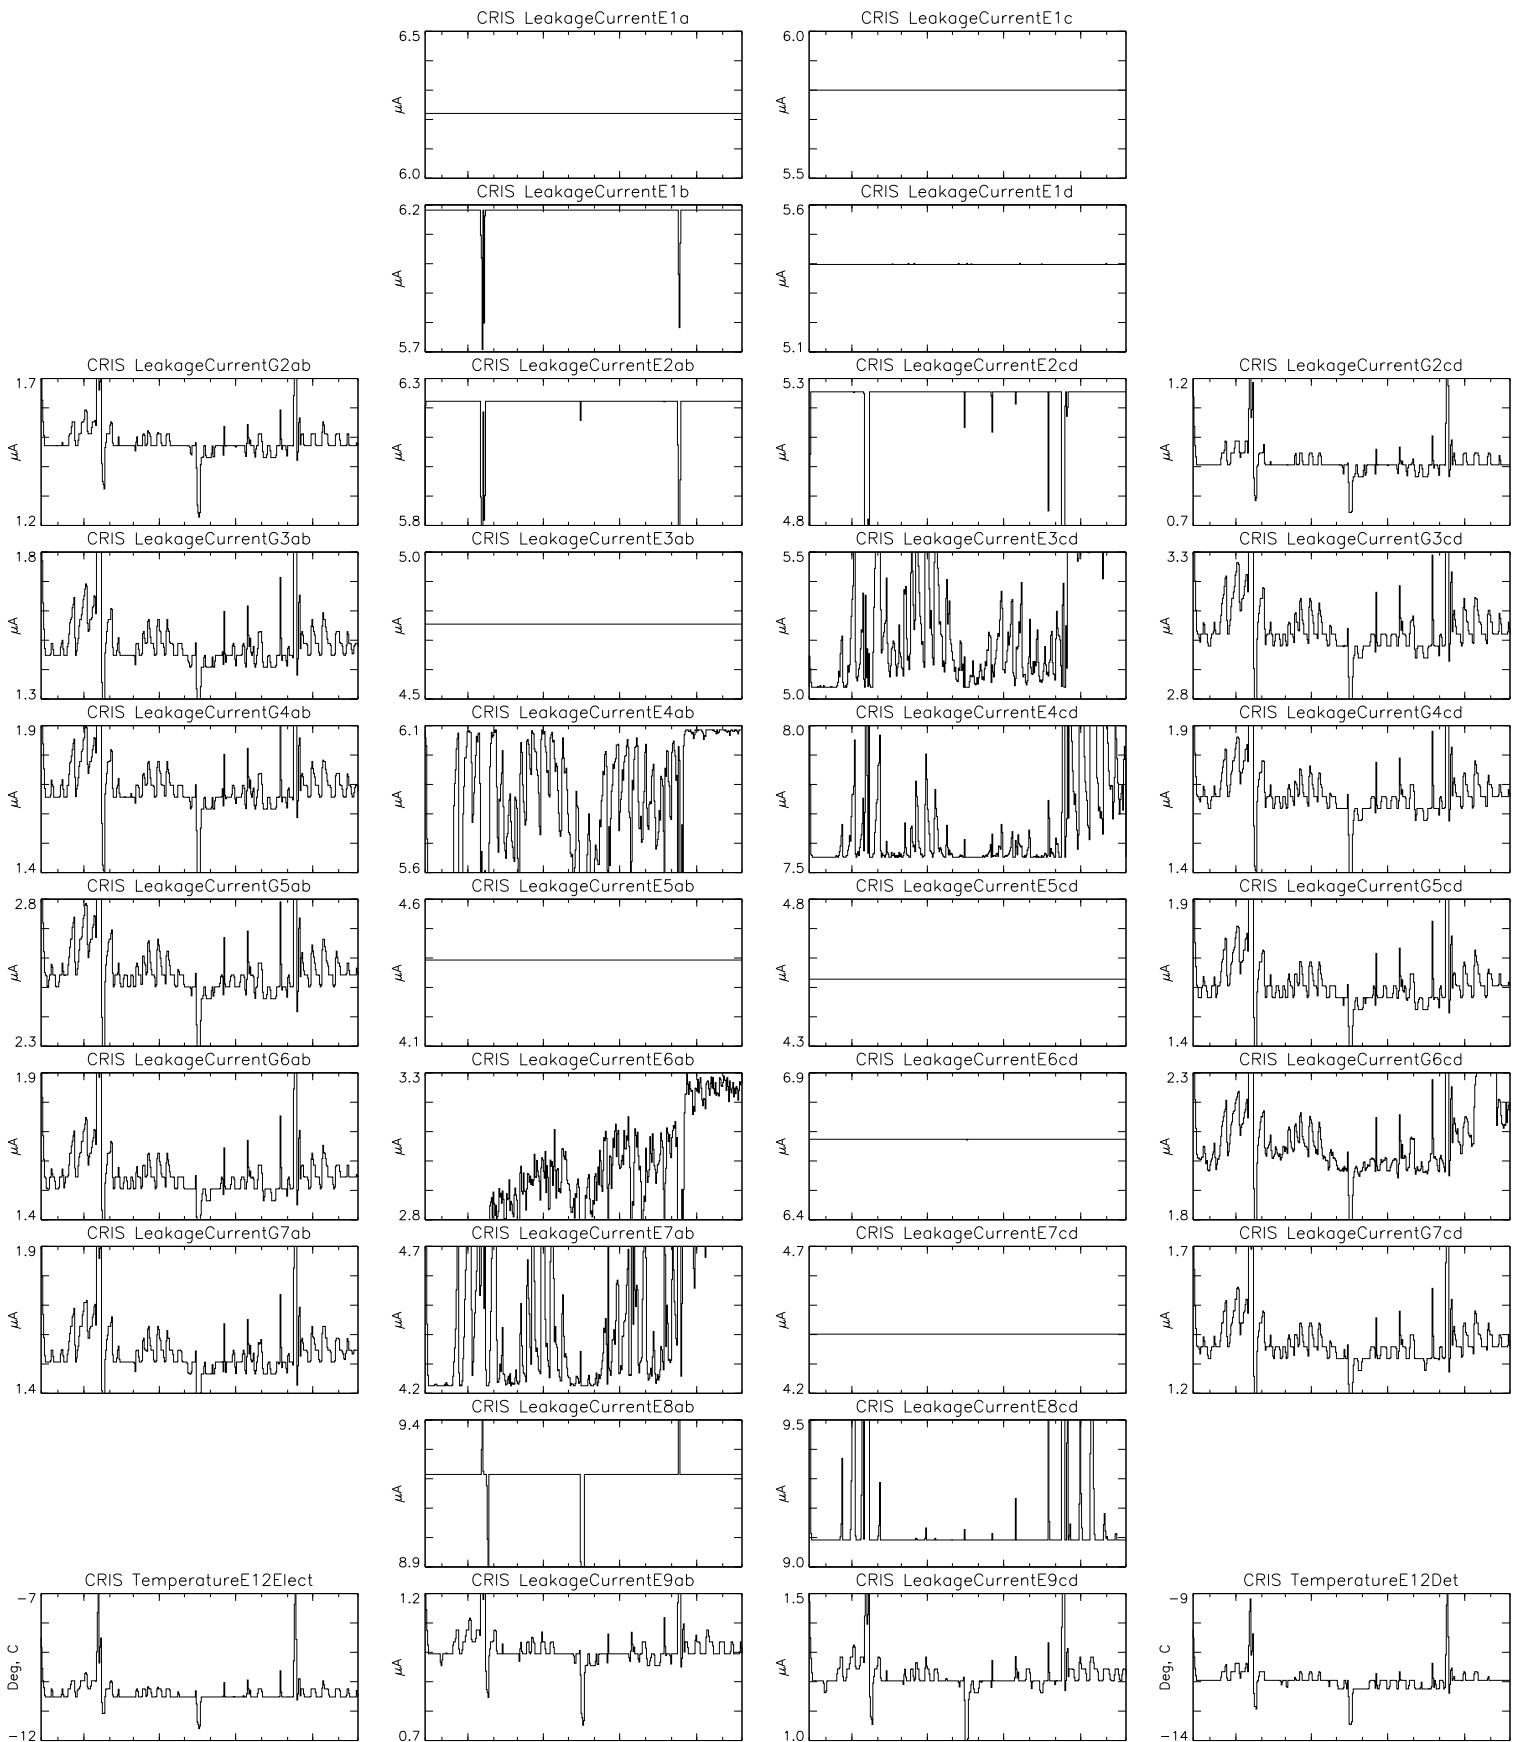 CRIS LeakageCurrentE1a
6.5
μA
6.0
CRIS LeakageCurrentE1c
6.0
μA
5.5
CRIS LeakageCurrentE1b
6.2
μA
5.7
CRIS LeakageCurrentE1d
5.6
μA
5.1
CRIS LeakageCurrentG2ab
1.7
μA
1.2
CRIS LeakageCurrentE2ab
6.3
μA
5.8
CRIS LeakageCurrentE2cd
5.3
μA
4.8
CRIS LeakageCurrentG2cd
1.2
μA
0.7
CRIS LeakageCurrentG3ab
1.8
μA
1.3
CRIS LeakageCurrentE3ab
5.0
μA
4.5
CRIS LeakageCurrentE3cd
5.5
μA
5.0
CRIS LeakageCurrentG3cd
3.3
μA
2.8
CRIS LeakageCurrentG4ab
1.9
μA
1.4
CRIS LeakageCurrentE4ab
6.1
μA
5.6
CRIS LeakageCurrentE4cd
8.0
μA
7.5
CRIS LeakageCurrentG4cd
1.9
μA
1.4
CRIS LeakageCurrentG5ab
2.8
μA
2.3
CRIS LeakageCurrentE5ab
4.6
μA
4.1
CRIS LeakageCurrentE5cd
4.8
μA
4.3
CRIS LeakageCurrentG5cd
1.9
μA
1.4
CRIS LeakageCurrentG6ab
1.9
μA
1.4
CRIS LeakageCurrentE6ab
3.3
μA
2.8
CRIS LeakageCurrentE6cd
6.9
μA
6.4
CRIS LeakageCurrentG6cd
2.3
μA
1.8
CRIS LeakageCurrentG7ab
1.9
μA
1.4
CRIS LeakageCurrentE7ab
4.7
μA
4.2
CRIS LeakageCurrentE7cd
4.7
μA
4.2
CRIS LeakageCurrentG7cd
1.7
μA
1.2
CRIS LeakageCurrentE8ab
9.4
μA
8.9
CRIS LeakageCurrentE8cd
9.5
μA
9.0
CRIS TemperatureE12Elect
-7
Deg, C
-12
CRIS LeakageCurrentE9ab
1.2
μA
0.7
CRIS LeakageCurrentE9cd
1.5
μA
1.0
CRIS TemperatureE12Det
-9
Deg, C
-14